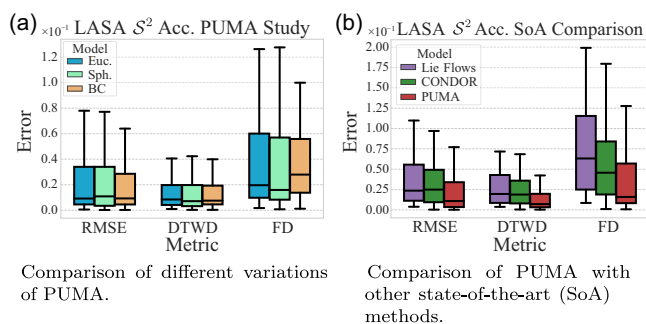 (a)
×10⁻¹ LASA S² Acc. PUMA Study
Model
Euc.
Sph.
BC
Error
1.2
1.0
0.8
0.6
0.4
0.2
0.0
RMSE DTWD FD
Metric
Comparison of different variations
of PUMA.
(b)
×10⁻¹ LASA S² Acc. SoA Comparison
Model
Lie Flows
CONDOR
PUMA
Error
2.00
1.75
1.50
1.25
1.00
0.75
0.50
0.25
0.00
RMSE DTWD FD
Metric
Comparison of PUMA with
other state-of-the-art (SoA)
methods.